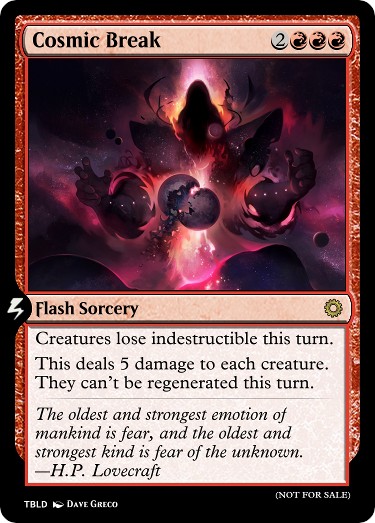 Cosmic Break 2
Flash Sorcery
Creatures lose indestructible this turn.
This deals 5 damage to each creature.
They can't be regenerated this turn.
The oldest and strongest emotion of
mankind is fear, and the oldest and
strongest kind is fear of the unknown.
—H.P. Lovecraft
TBLD Dave Greco
(NOT FOR SALE)